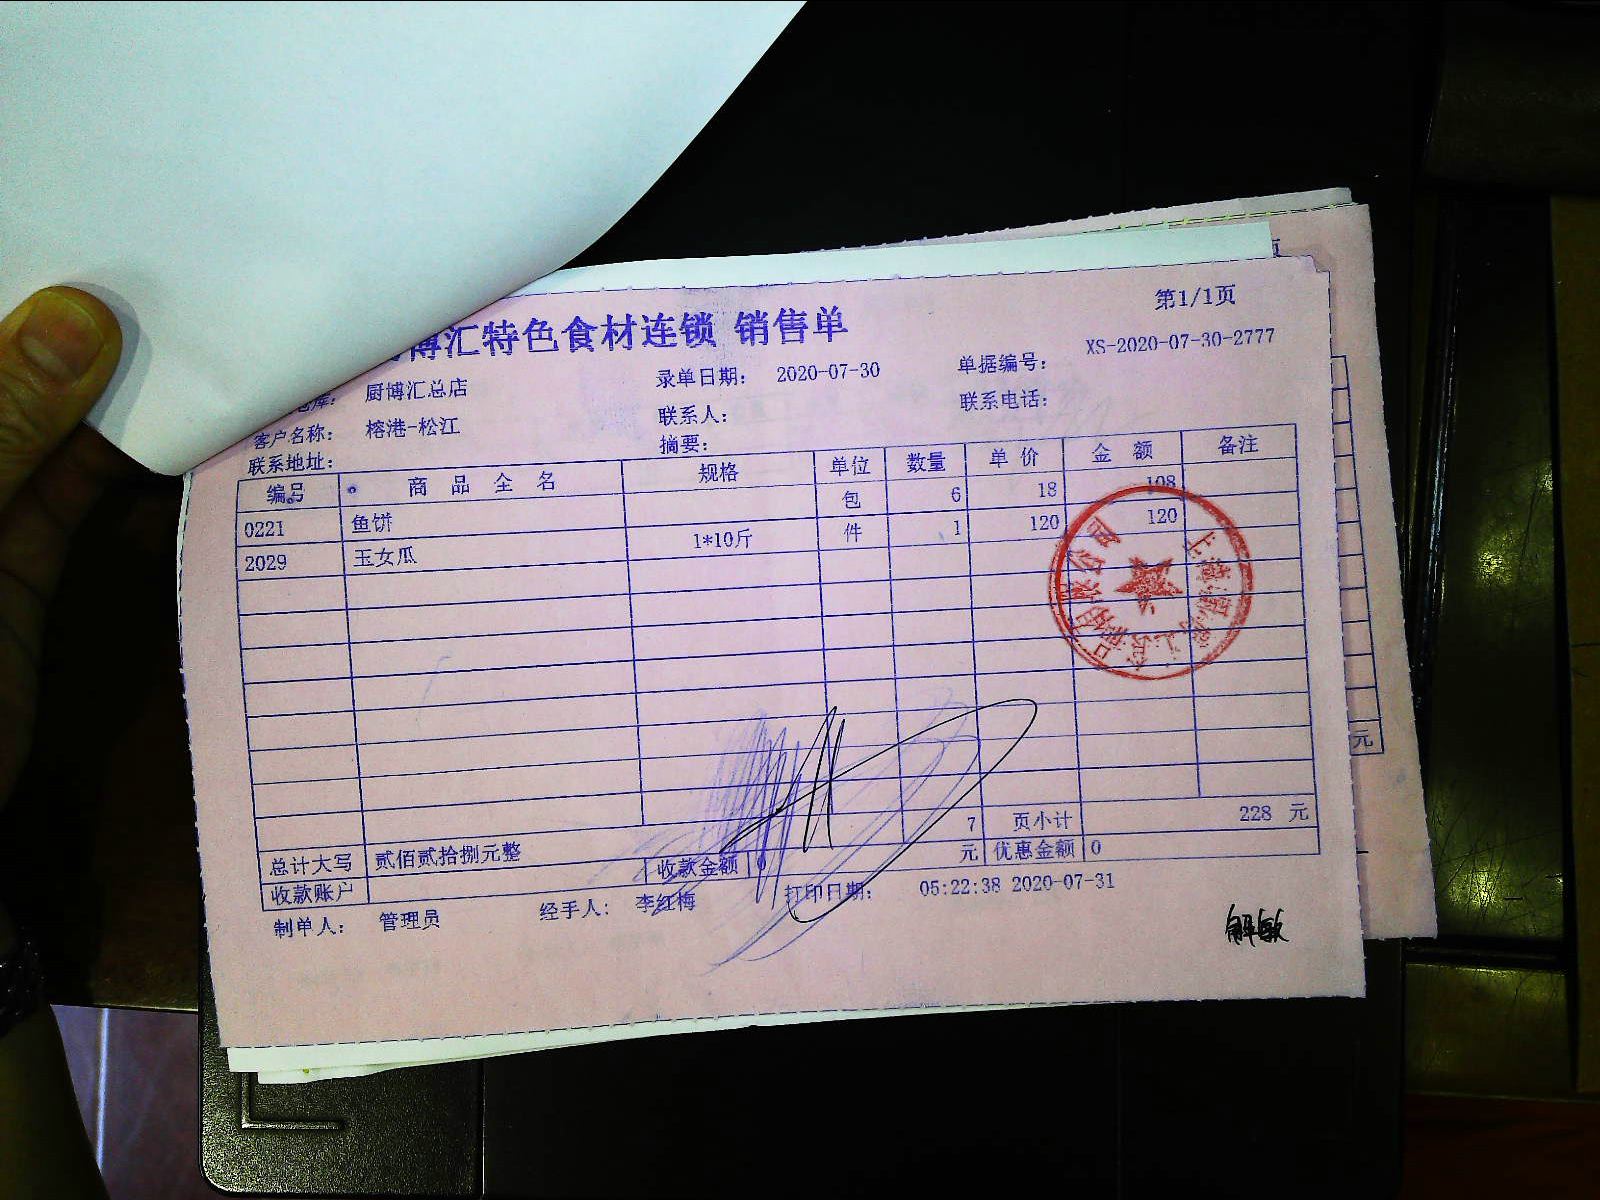 第1/1页
博汇特色食材连锁 销售单
库: 厨博汇总店 录单日期: 2020-07-30 单据编号: XS-2020-07-30-2777
客户名称: 榕港-松江 联系人: 联系电话:
联系地址: 摘要:
编号 商品全名 规格 单位 数量 单价 金额 备注
0221 鱼饼 包 6 18 108
2029 玉女瓜 1*10斤 件 1 120 120
7 页小计 228 元
总计大写 贰佰贰拾捌元整 收款金额 0 元 优惠金额 0
收款账户
制单人: 管理员 经手人: 李红梅 打印日期: 05:22:38 2020-07-31
解敏
页
元